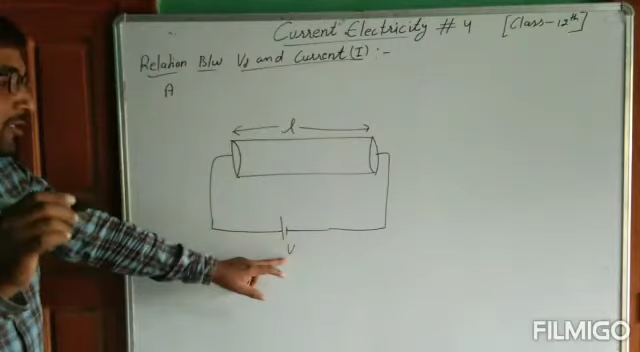 Current Electricity # 4 [Class-12th]
Relation B/w Vd and Current (I) :-
A
l
V
FILMIGO